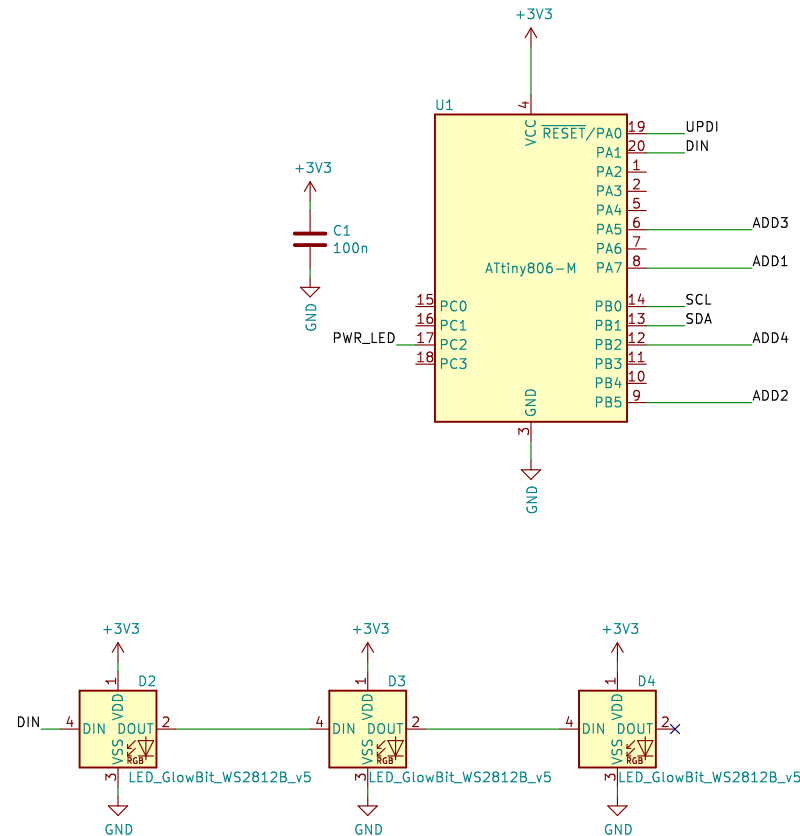 +3V3
U1
4
VCC
RESET/PA0 19 UPDI
PA1 20 DIN
PA2 1
PA3 2
PA4 5
PA5 6 ADD3
PA6 7
PA7 8 ADD1
+3V3
C1
100n
GND
ATtiny806-M
15 PC0 PB0 14 SCL
16 PC1 PB1 13 SDA
PWR_LED 17 PC2 PB2 12 ADD4
18 PC3 PB3 11
PB4 10
PB5 9 ADD2
GND
3
GND
+3V3 +3V3 +3V3
1 D2 1 D3 1 D4
VDD VDD VDD
DIN 4 DIN DOUT 2 4 DIN DOUT 2 4 DIN DOUT 2
VSS RGB VSS RGB VSS RGB
3 LED_GlowBit_WS2812B_v5 3 LED_GlowBit_WS2812B_v5 3 LED_GlowBit_WS2812B_v5
GND GND GND